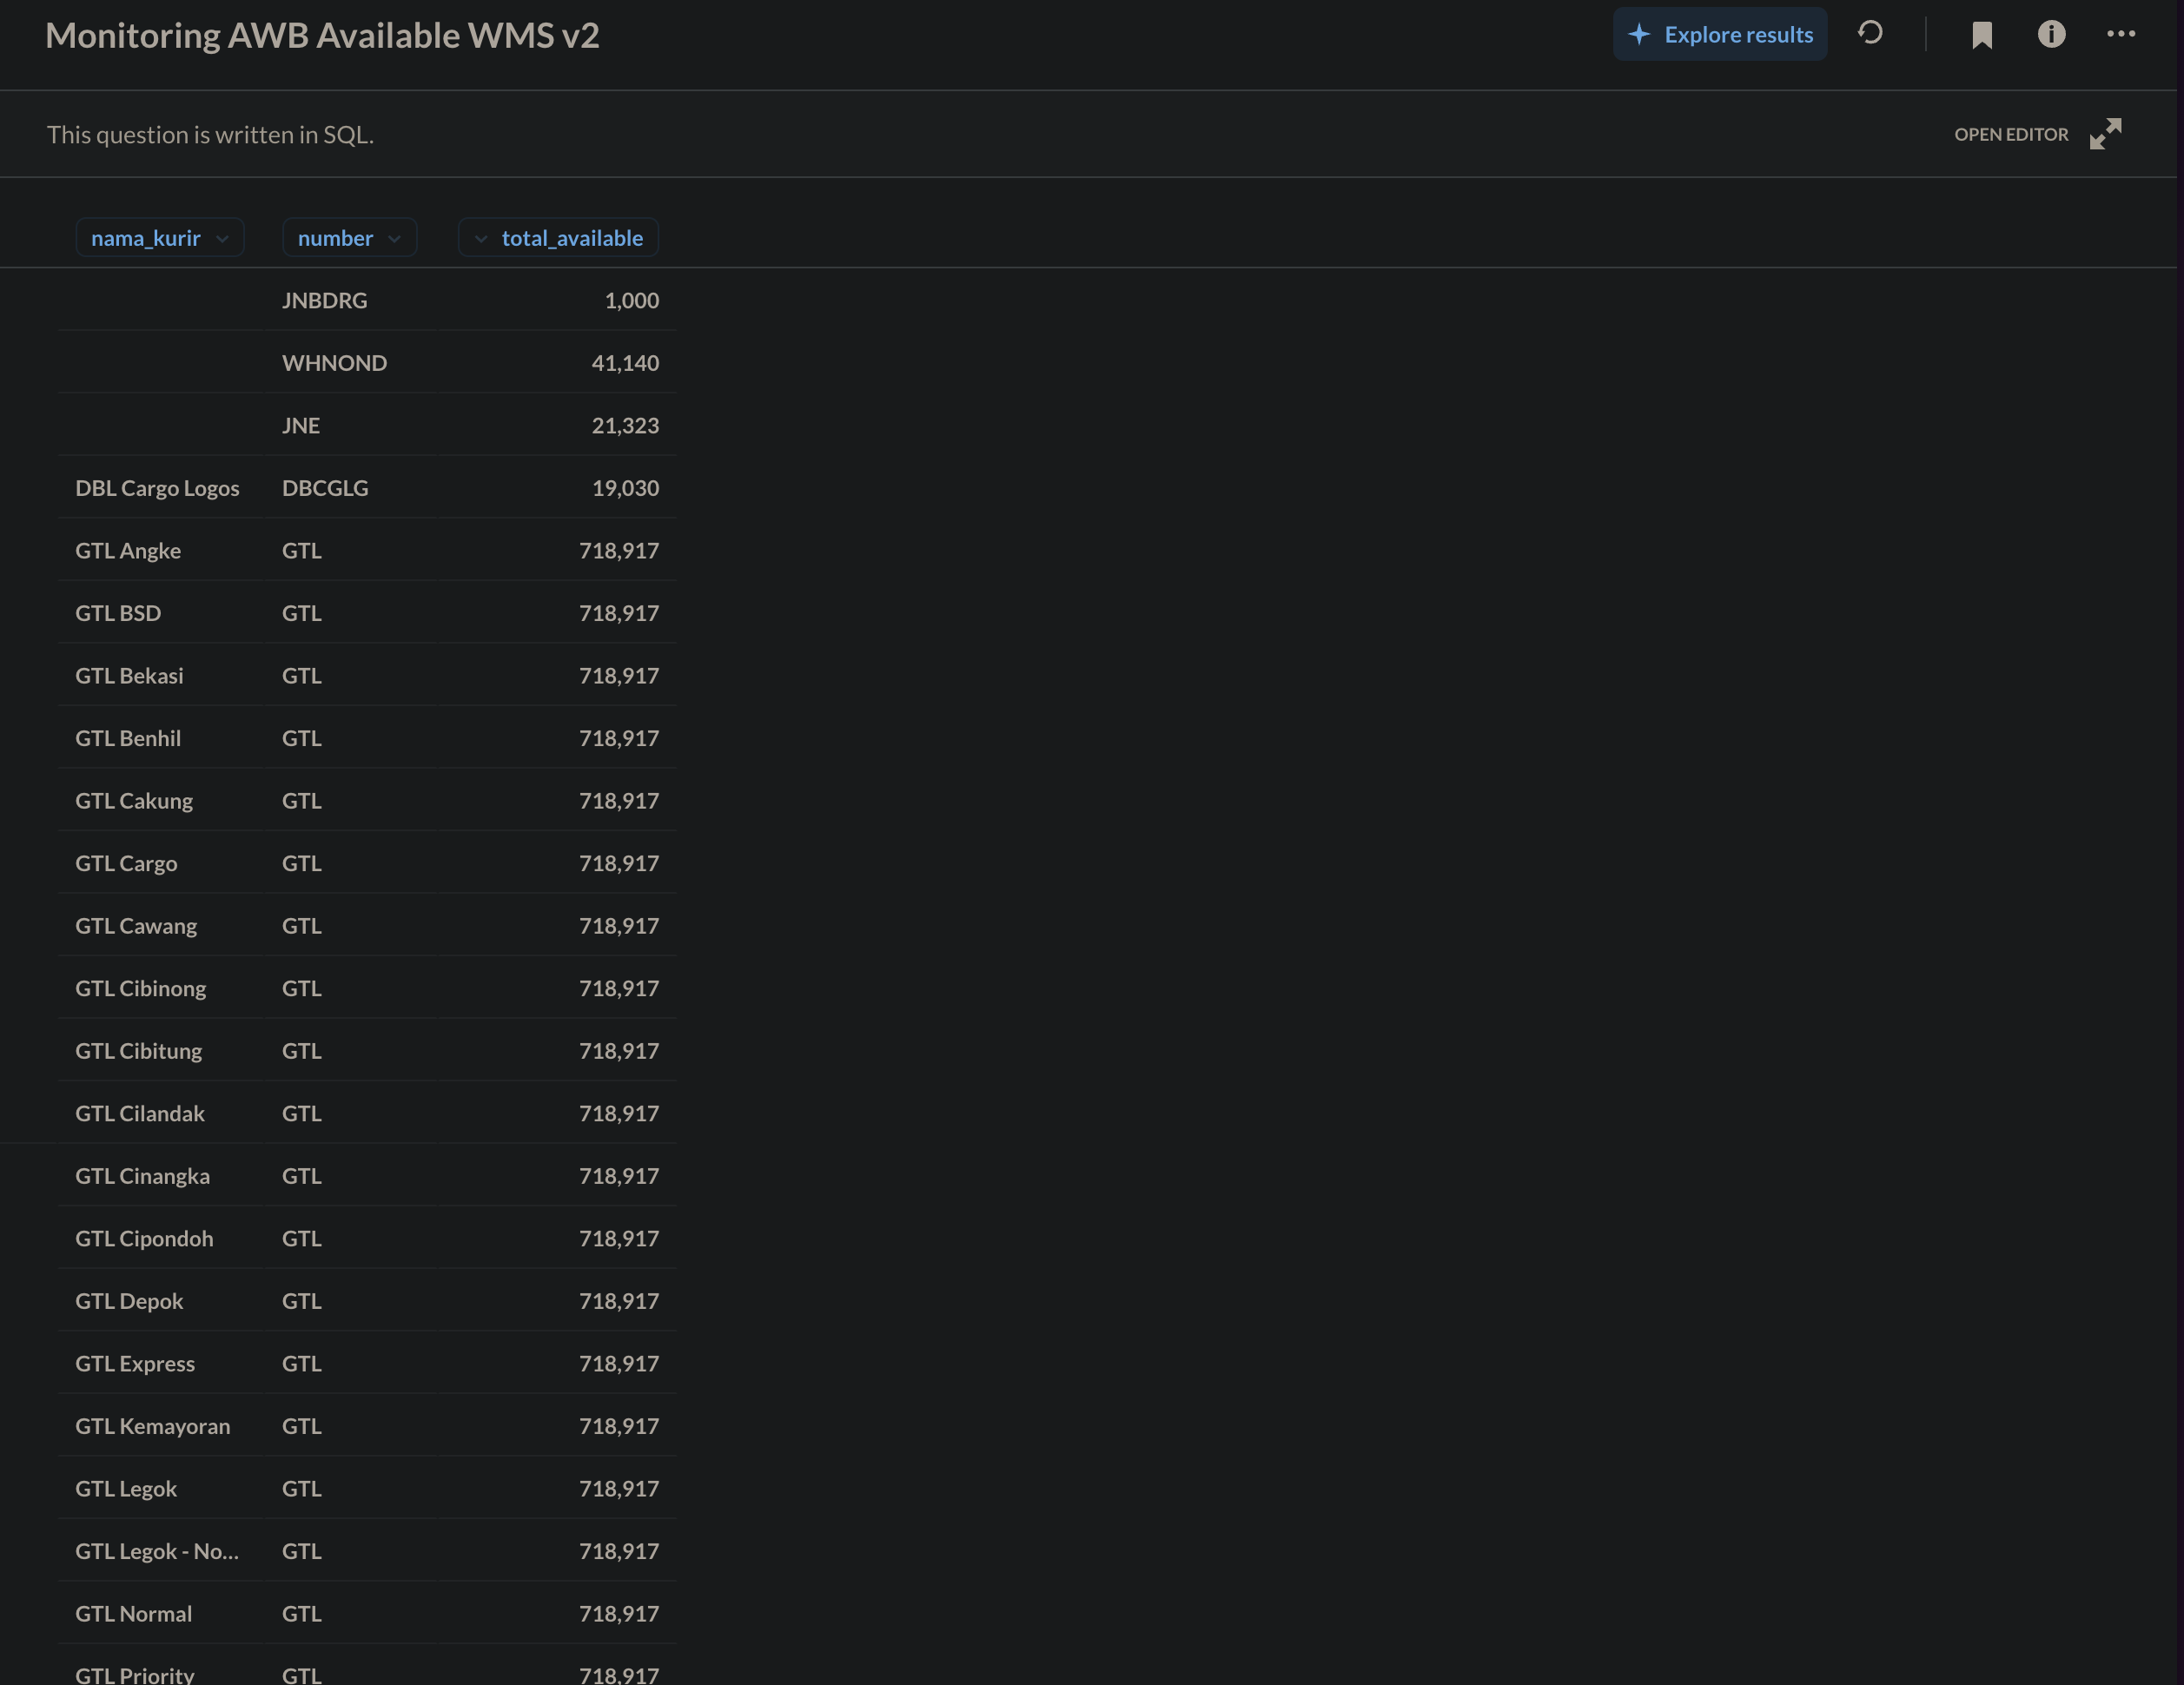 Monitoring AWB Available WMS v2
Explore results
This question is written in SQL.
OPEN EDITOR
nama_kurir number total_available
JNBDRG 1,000
WHNOND 41,140
JNE 21,323
DBL Cargo Logos DBCGLG 19,030
GTL Angke GTL 718,917
GTL BSD GTL 718,917
GTL Bekasi GTL 718,917
GTL Benhil GTL 718,917
GTL Cakung GTL 718,917
GTL Cargo GTL 718,917
GTL Cawang GTL 718,917
GTL Cibinong GTL 718,917
GTL Cibitung GTL 718,917
GTL Cilandak GTL 718,917
GTL Cinangka GTL 718,917
GTL Cipondoh GTL 718,917
GTL Depok GTL 718,917
GTL Express GTL 718,917
GTL Kemayoran GTL 718,917
GTL Legok GTL 718,917
GTL Legok - No... GTL 718,917
GTL Normal GTL 718,917
GTL Priority GTL 718,917